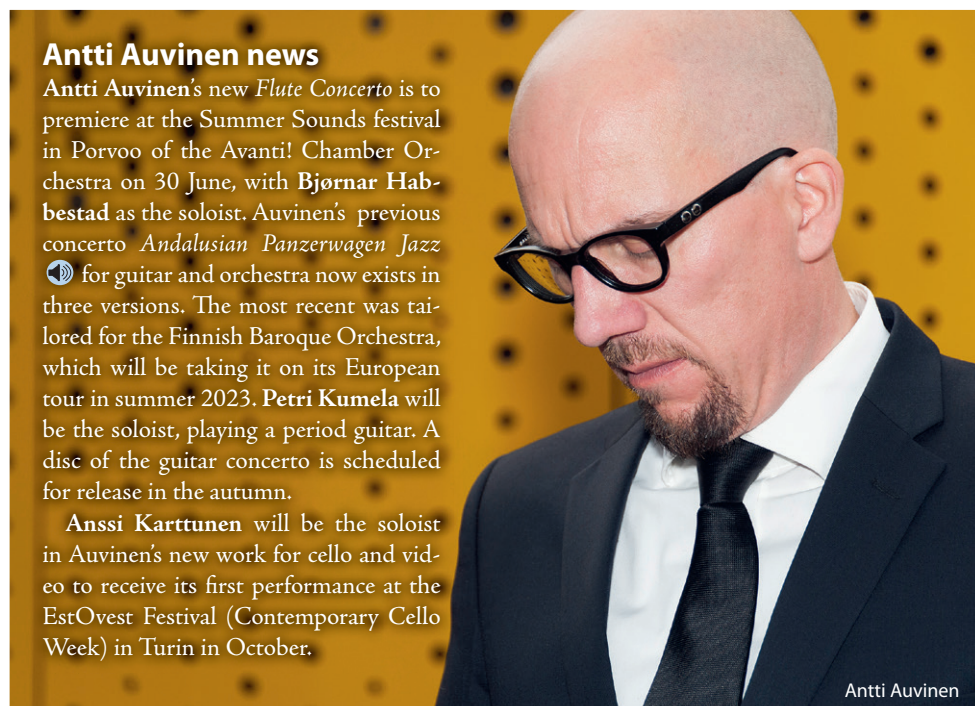 Antti Auvinen news
Antti Auvinen's new Flute Concerto is to
premiere at the Summer Sounds festival
in Porvoo of the Avanti! Chamber Or-
chestra on 30 June, with Bjørnar Hab-
bestad as the soloist. Auvinen's previous
concerto Andalusian Panzerwagen Jazz
for guitar and orchestra now exists in
three versions. The most recent was tai-
lored for the Finnish Baroque Orchestra,
which will be taking it on its European
tour in summer 2023. Petri Kumela will
be the soloist, playing a period guitar. A
disc of the guitar concerto is scheduled
for release in the autumn.
Anssi Karttunen will be the soloist
in Auvinen's new work for cello and vid-
eo to receive its first performance at the
EstOvest Festival (Contemporary Cello
Week) in Turin in October.
Antti Auvinen